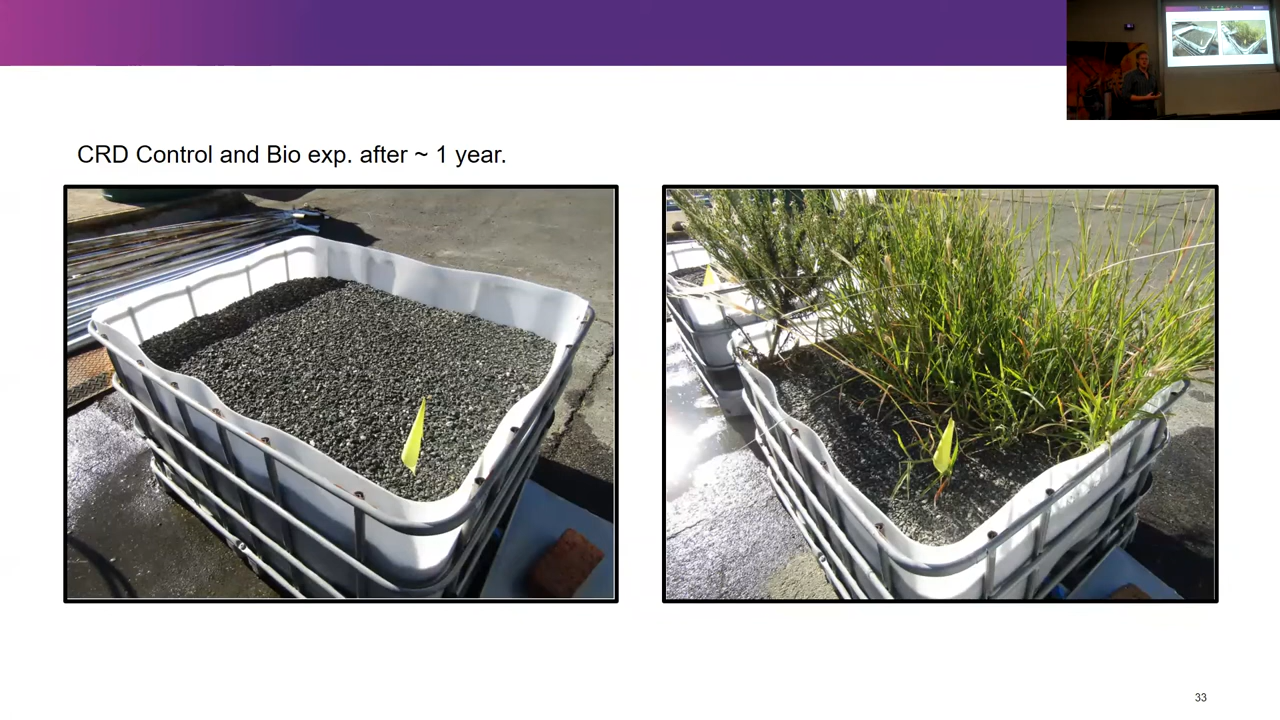 CRD Control and Bio exp. after ~ 1 year.
33